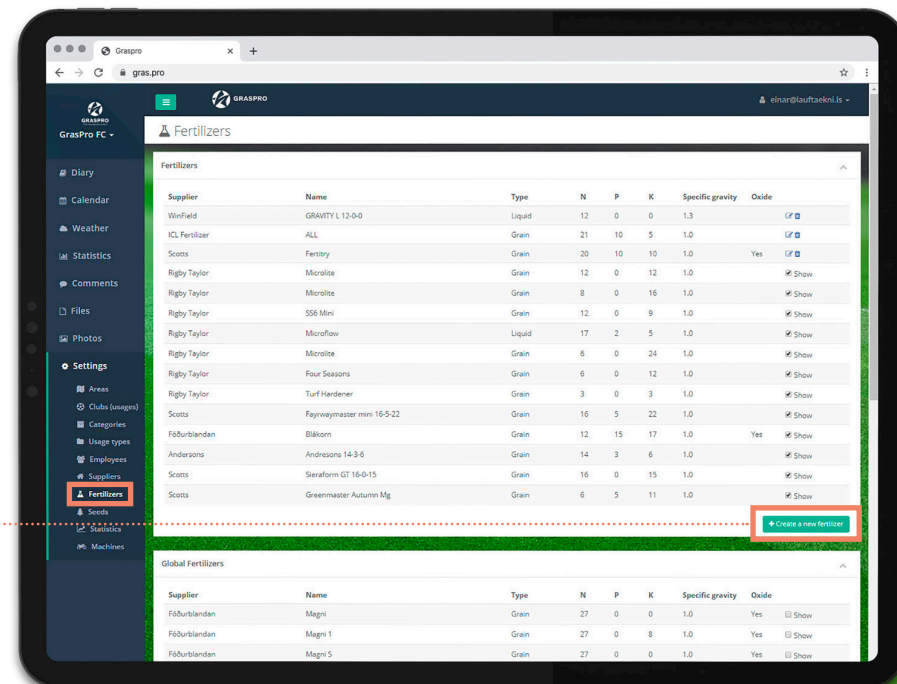 Graspro
gras.pro
GRASPRO
GrasPro FC
GRASPRO
einar@lauftaekni.is
Fertilizers
Diary
Calendar
Weather
Statistics
Comments
Files
Photos
Settings
Areas
Clubs (usages)
Categories
Usage types
Employees
Suppliers
Fertilizers
Seeds
Statistics
Machines
Fertilizers
Supplier Name Type N P K Specific gravity Oxide
WinField GRAVITY L 12-0-0 Liquid 12 0 0 1.3
ICL Fertilizer ALL Grain 21 10 5 1.0
Scotts Fertitry Grain 20 10 10 1.0 Yes
Rigby Taylor Microlite Grain 12 0 12 1.0 Show
Rigby Taylor Microlite Grain 8 0 16 1.0 Show
Rigby Taylor SS6 Mini Grain 12 0 9 1.0 Show
Rigby Taylor Microflow Liquid 17 2 5 1.0 Show
Rigby Taylor Microlite Grain 6 0 24 1.0 Show
Rigby Taylor Four Seasons Grain 6 0 12 1.0 Show
Rigby Taylor Turf Hardener Grain 3 0 3 1.0 Show
Scotts Fayrwaymaster mini 16-5-22 Grain 16 5 22 1.0 Show
Fóðurblandan Blákorn Grain 12 15 17 1.0 Yes Show
Andersons Andresons 14-3-6 Grain 14 3 6 1.0 Show
Scotts Sieraform GT 16-0-15 Grain 16 0 15 1.0 Show
Scotts Greenmaster Autumn Mg Grain 6 5 11 1.0 Show
Create a new fertilizer
Global Fertilizers
Supplier Name Type N P K Specific gravity Oxide
Fóðurblandan Magni Grain 27 0 0 1.0 Yes Show
Fóðurblandan Magni 1 Grain 27 0 8 1.0 Yes Show
Fóðurblandan Magni S Grain 27 0 0 1.0 Yes Show